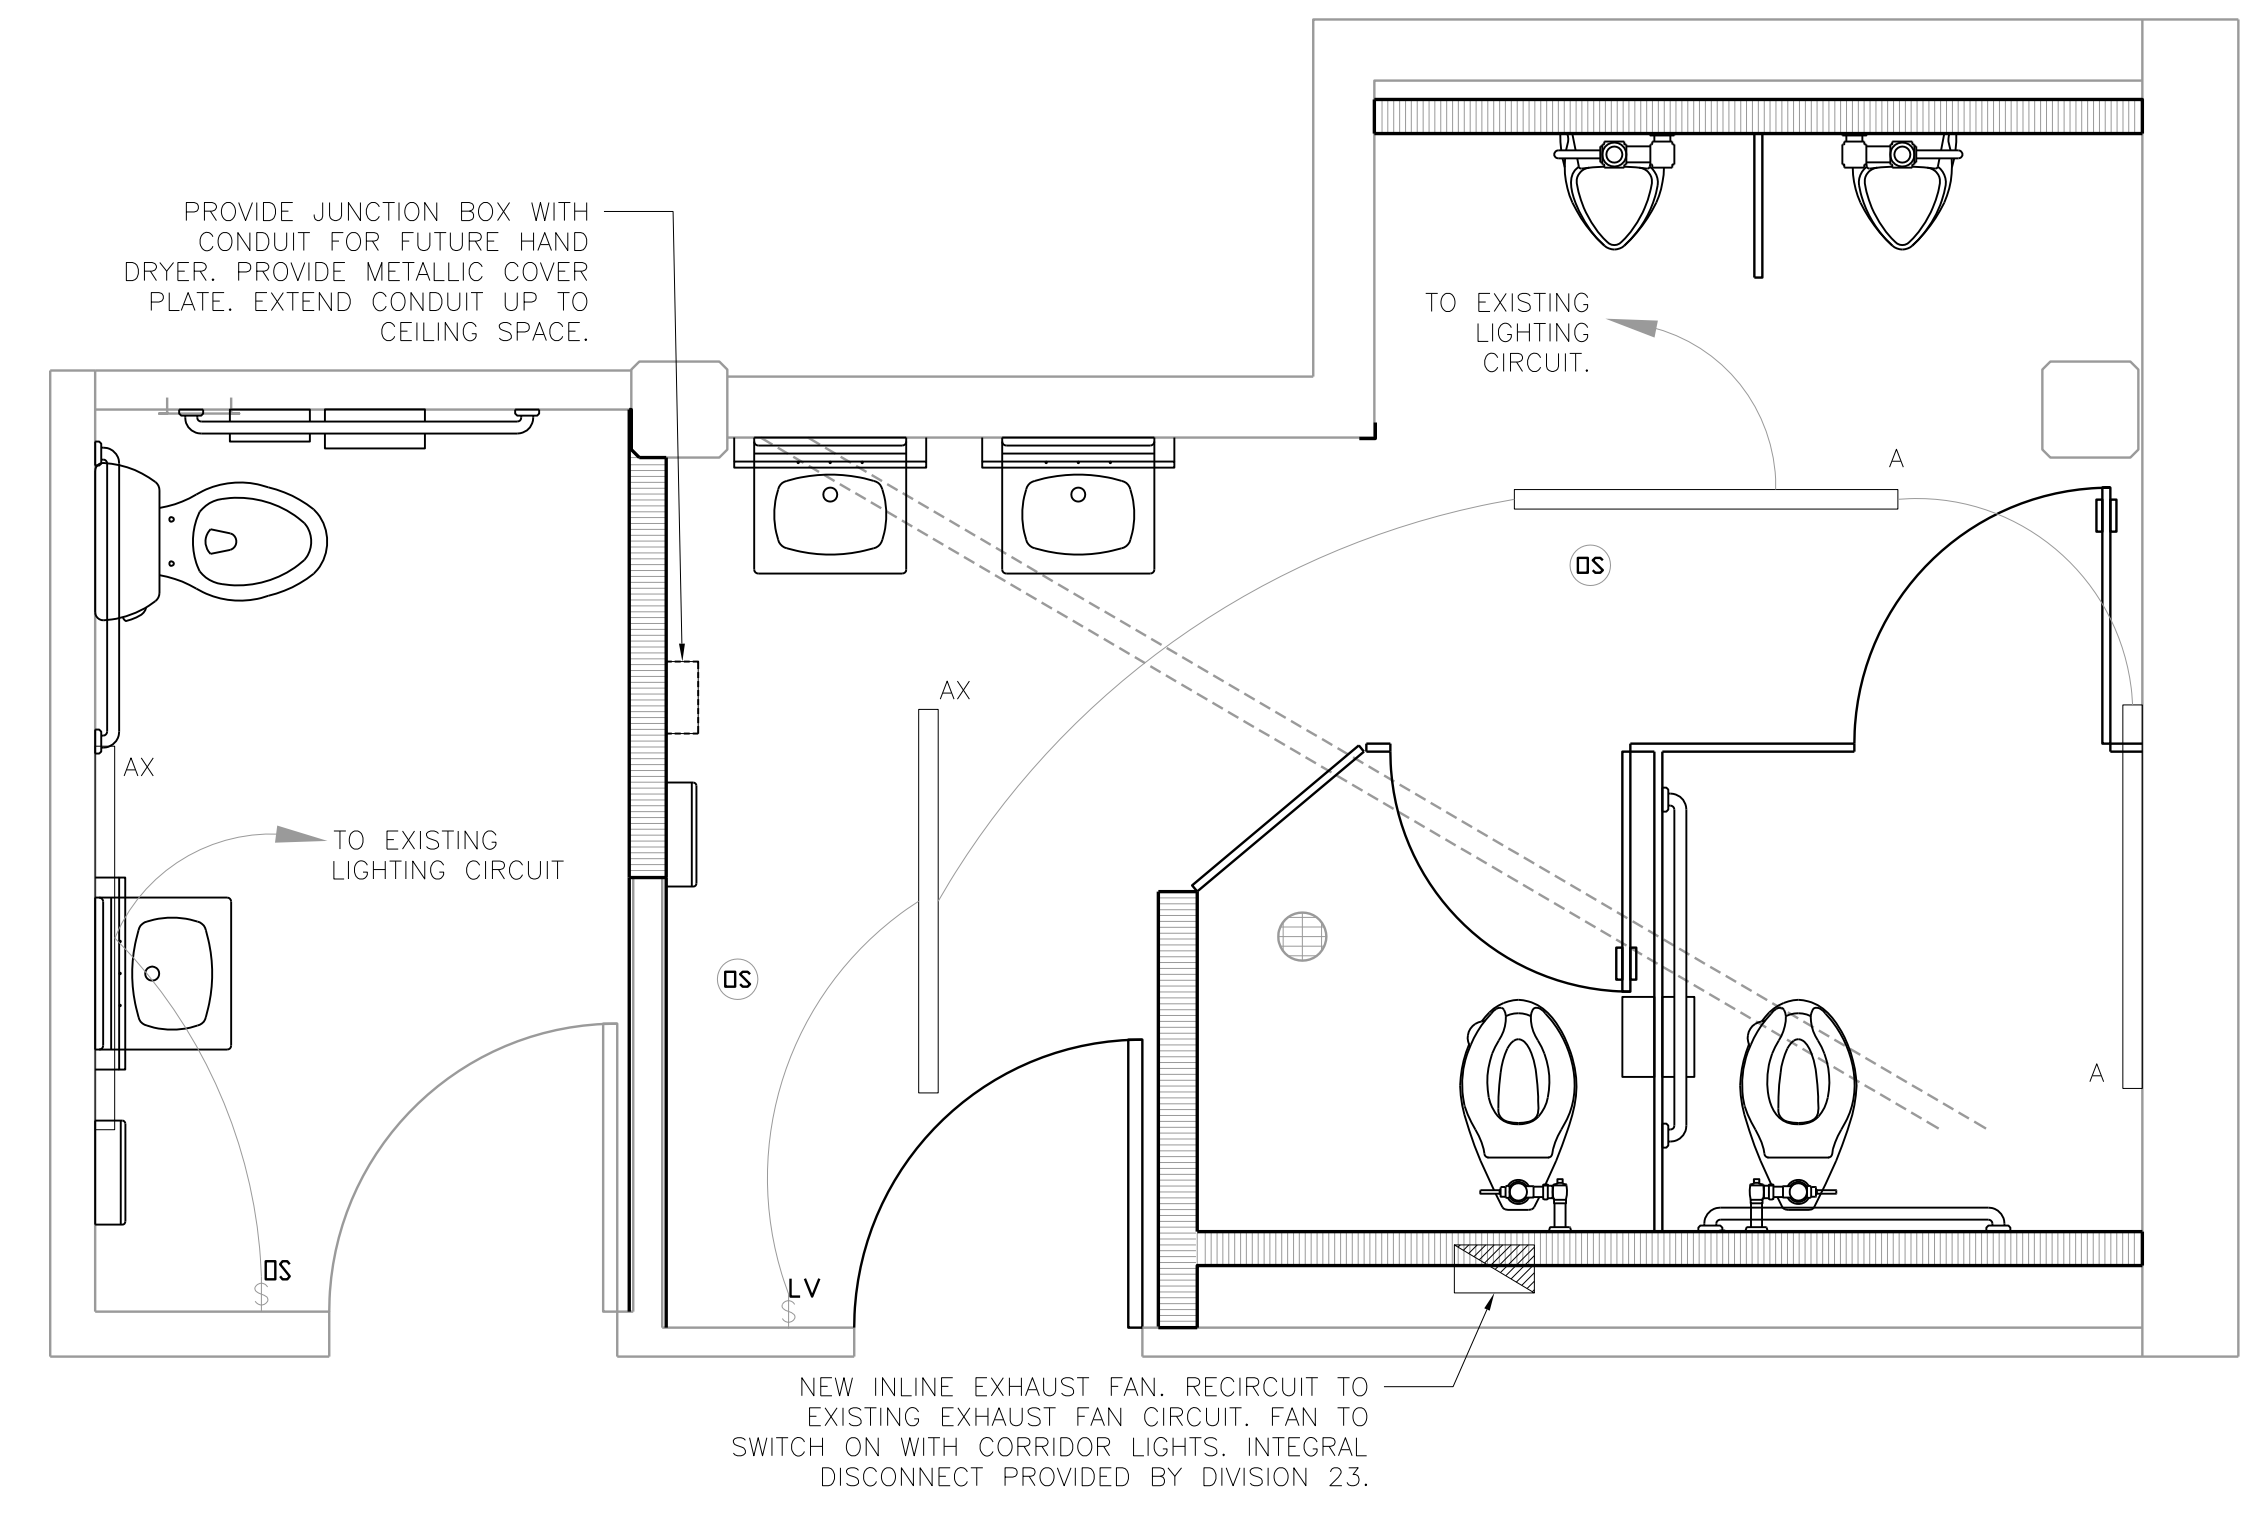 PROVIDE JUNCTION BOX WITH
CONDUIT FOR FUTURE HAND
DRYER. PROVIDE METALLIC COVER
PLATE. EXTEND CONDUIT UP TO
CEILING SPACE.
TO EXISTING
LIGHTING
CIRCUIT.
A
OS
AX
AX
TO EXISTING
LIGHTING CIRCUIT
OS
A
OS
$
LV
$
NEW INLINE EXHAUST FAN. RECIRCUIT TO
EXISTING EXHAUST FAN CIRCUIT. FAN TO
SWITCH ON WITH CORRIDOR LIGHTS. INTEGRAL
DISCONNECT PROVIDED BY DIVISION 23.